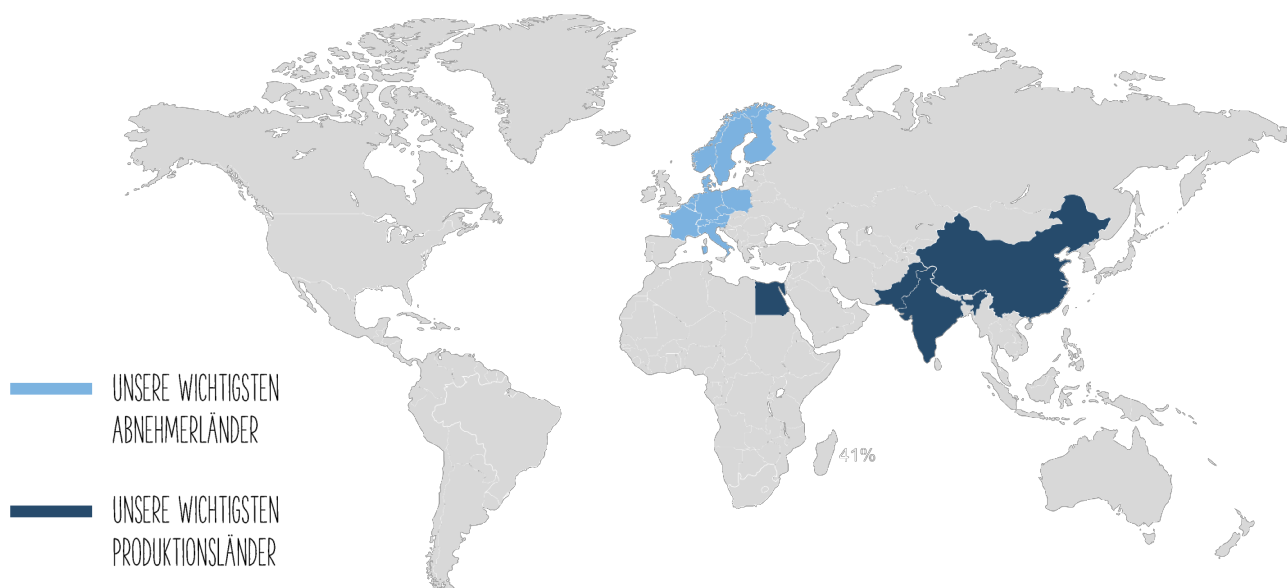 UNSERE WICHTIGSTEN
ABNEHMERLÄNDER
41%
UNSERE WICHTIGSTEN
PRODUKTIONSLÄNDER